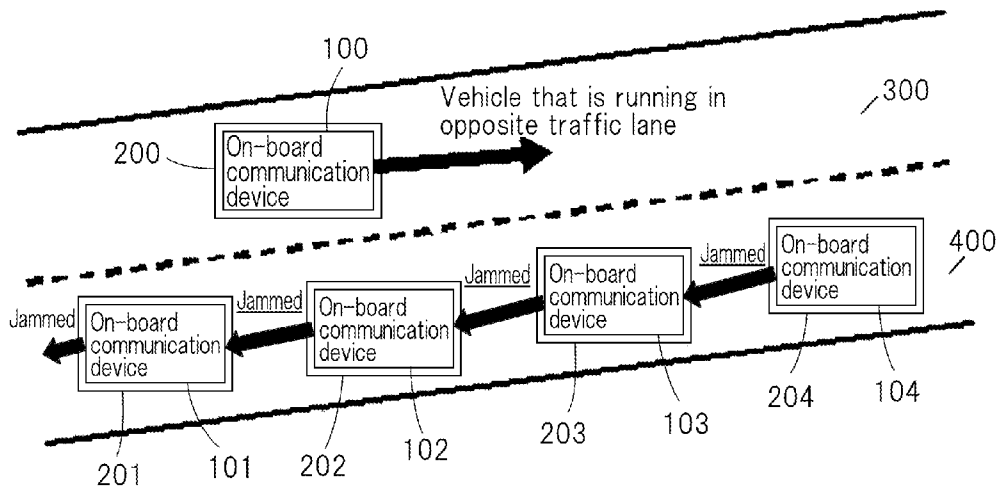 100
Vehicle that is running in
opposite traffic lane
300
200
On-board
communication
device
400
Jammed
On-board
communication
device
Jammed
On-board
communication
device
Jammed
On-board
communication
device
Jammed
On-board
communication
device
201
101
202
102
203
103
204
104